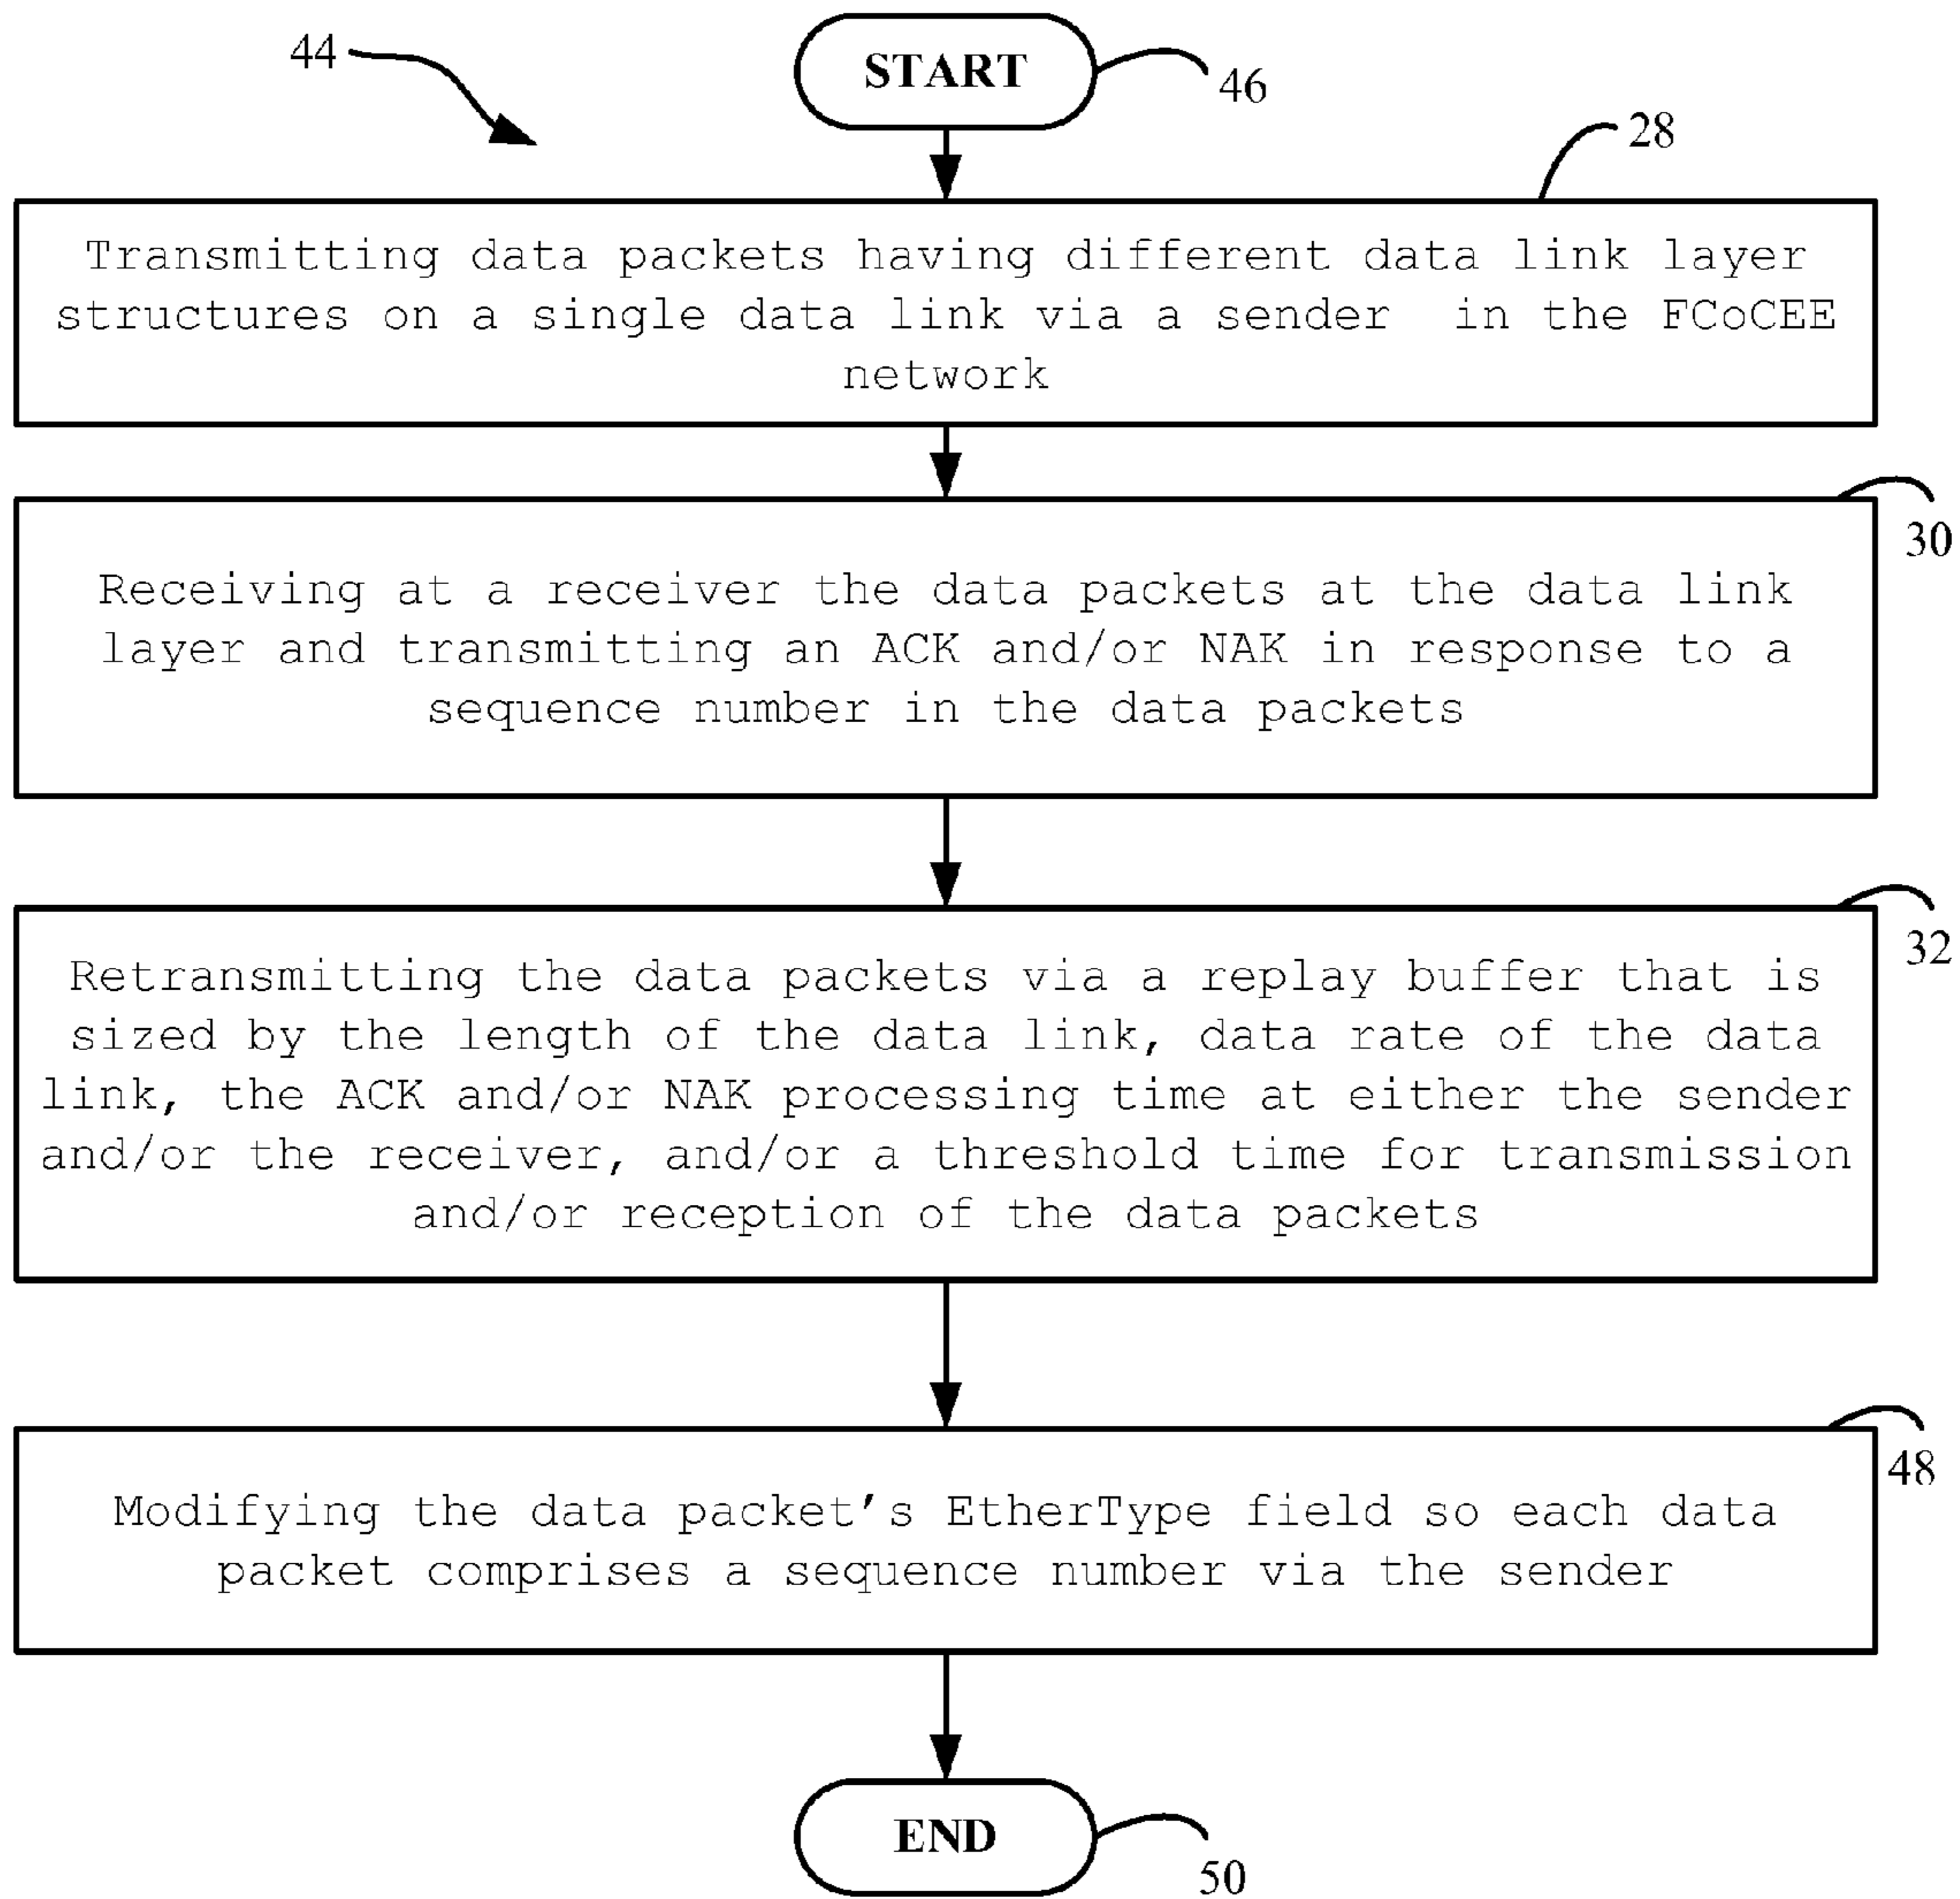 44
START
46
28
Transmitting data packets having different data link layer
structures on a single data link via a sender in the FCoCEE
network
30
Receiving at a receiver the data packets at the data link
layer and transmitting an ACK and/or NAK in response to a
sequence number in the data packets
32
Retransmitting the data packets via a replay buffer that is
sized by the length of the data link, data rate of the data
link, the ACK and/or NAK processing time at either the sender
and/or the receiver, and/or a threshold time for transmission
and/or reception of the data packets
48
Modifying the data packet's EtherType field so each data
packet comprises a sequence number via the sender
END
50